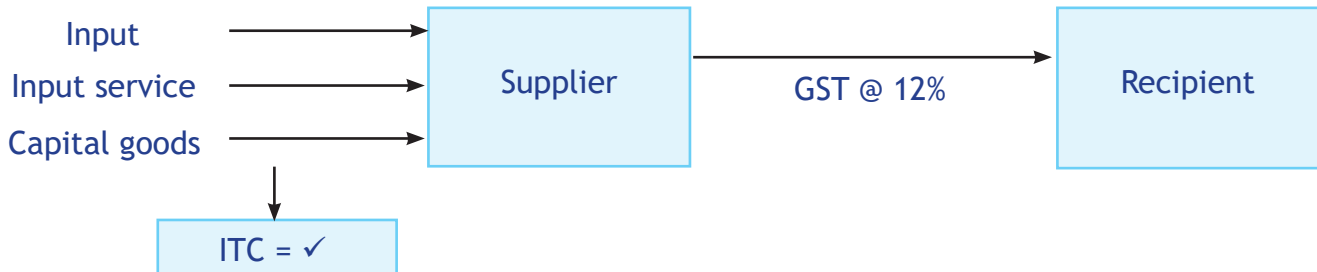 Input
Input service
Capital goods
Supplier
GST @ 12%
Recipient
ITC = ✓